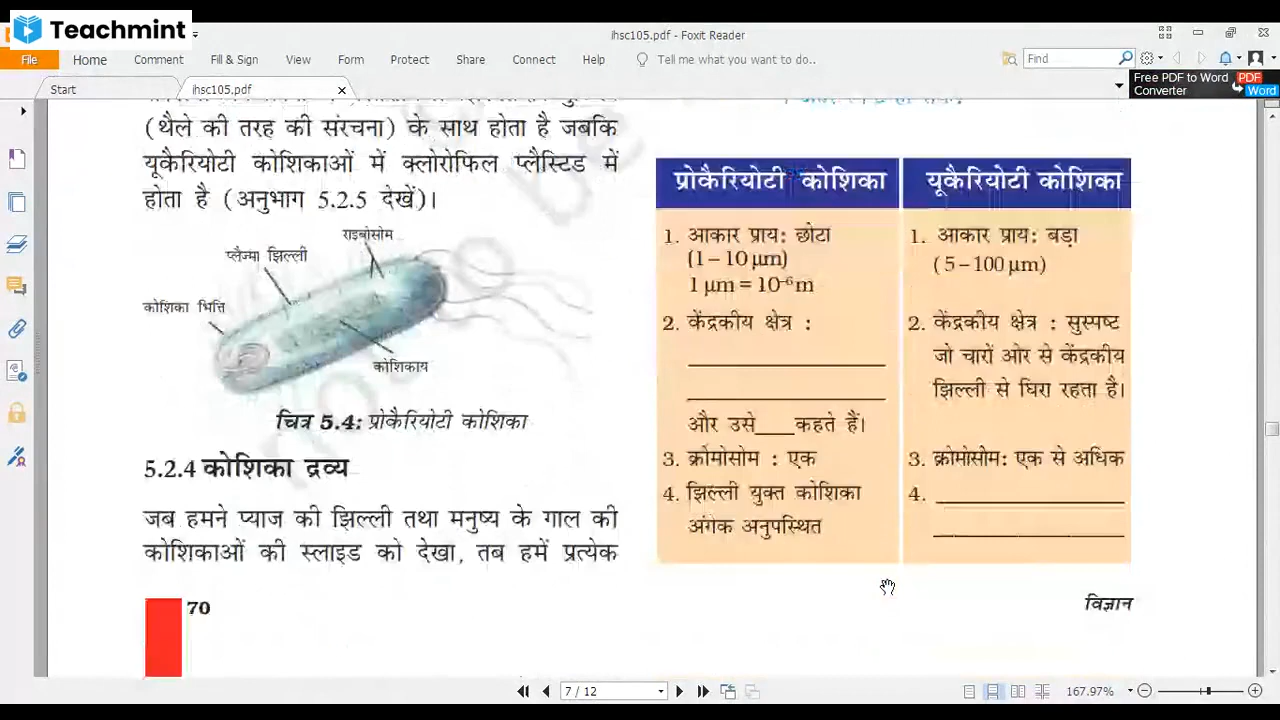 Teachmint
ihsc105.pdf - Foxit Reader
File Home Comment Fill & Sign View Form Protect Share Connect Help Tell me what you want to do.. Find
Start ihsc105.pdf
Free PDF to Word PDF
Converter Word
(थैले की तरह की संरचना) के साथ होता है जबकि
यूकैरियोटी कोशिकाओं में क्लोरोफिल प्लैस्टिड में
होता है (अनुभाग 5.2.5 देखें)।
राइबोसोम
प्लैज्मा झिल्ली
कोशिका भित्ति
कोशिकाय
चित्र 5.4: प्रोकैरियोटी कोशिका
5.2.4 कोशिका द्रव्य
जब हमने प्याज की झिल्ली तथा मनुष्य के गाल की
कोशिकाओं की स्लाइड को देखा, तब हमें प्रत्येक
70
प्रोकैरियोटी कोशिका
1. आकार प्राय: छोटा
(1 – 10 µm)
1 µm = 10⁻⁶ m
2. केंद्रकीय क्षेत्र :
और उसे____कहते हैं।
3. क्रोमोसोम : एक
4. झिल्ली युक्त कोशिका
अंगक अनुपस्थित
यूकैरियोटी कोशिका
1. आकार प्राय: बड़ा
( 5 – 100 µm)
2. केंद्रकीय क्षेत्र : सुस्पष्ट
जो चारों ओर से केंद्रकीय
झिल्ली से घिरा रहता है।
3. क्रोमोसोम: एक से अधिक
4.
विज्ञान
7 / 12
167.97%